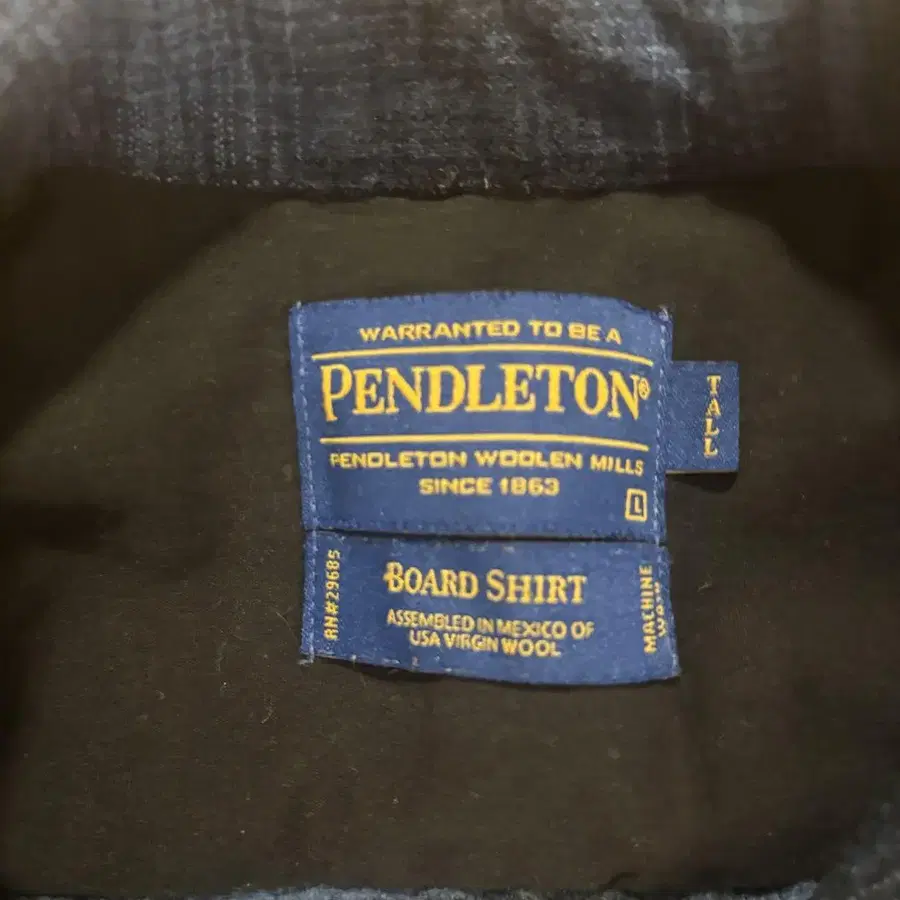 WARRANTED TO BE A
PENDLETON®
PENDLETON WOOLEN MILLS
SINCE 1863
L
TALL
RN#29685
BOARD SHIRT
ASSEMBLED IN MEXICO OF
USA VIRGIN WOOL
MACHINE